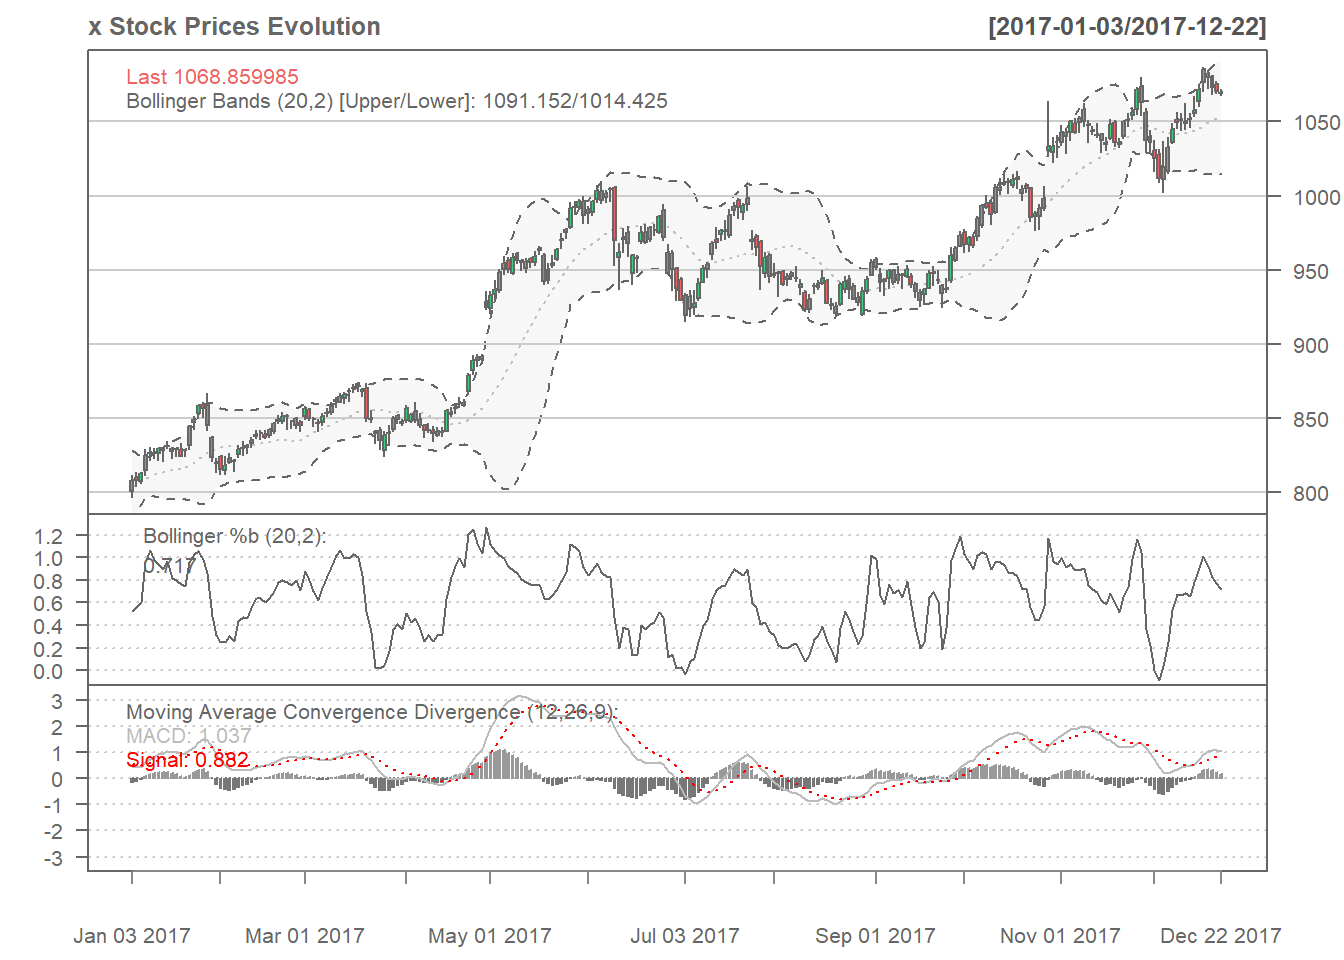 x Stock Prices Evolution [2017-01-03/2017-12-22]
Last 1068.859985
Bollinger Bands (20,2) [Upper/Lower]: 1091.152/1014.425
1050
1000
950
900
850
800
Bollinger %b (20,2):
0.717
1.2
1.0
0.8
0.6
0.4
0.2
0.0
Moving Average Convergence Divergence (12,26,9):
MACD: 1.037
Signal: 0.882
3
2
1
0
-1
-2
-3
Jan 03 2017 Mar 01 2017 May 01 2017 Jul 03 2017 Sep 01 2017 Nov 01 2017 Dec 22 2017